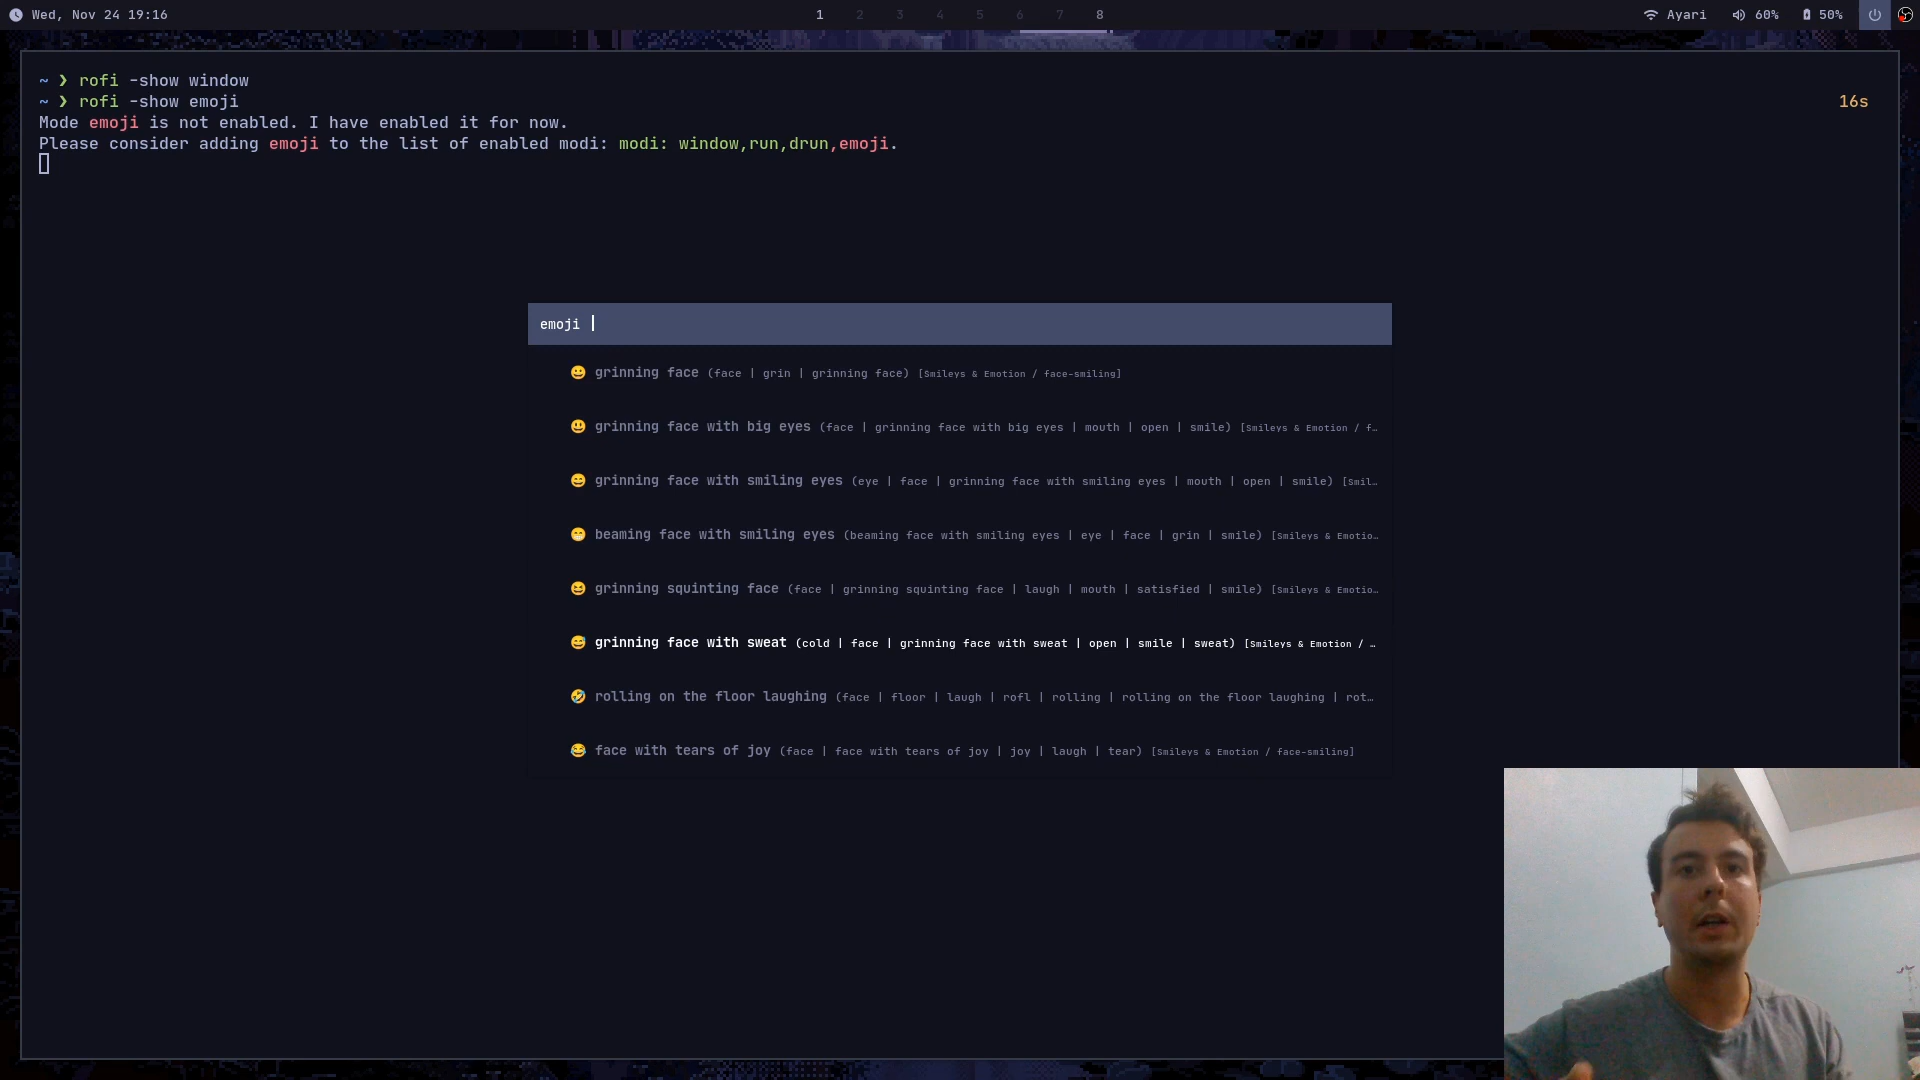 Wed, Nov 24 19:16 1 2 3 4 5 6 7 8 Ayari 60% 50%
~ ❯ rofi -show window
~ ❯ rofi -show emoji 16s
Mode emoji is not enabled. I have enabled it for now.
Please consider adding emoji to the list of enabled modi: modi: window,run,drun,emoji.
emoji
grinning face (face | grin | grinning face) [Smileys & Emotion / face-smiling]
grinning face with big eyes (face | grinning face with big eyes | mouth | open | smile) [Smileys & Emotion / f…
grinning face with smiling eyes (eye | face | grinning face with smiling eyes | mouth | open | smile) [Smil…
beaming face with smiling eyes (beaming face with smiling eyes | eye | face | grin | smile) [Smileys & Emotio…
grinning squinting face (face | grinning squinting face | laugh | mouth | satisfied | smile) [Smileys & Emotio…
grinning face with sweat (cold | face | grinning face with sweat | open | smile | sweat) [Smileys & Emotion / …
rolling on the floor laughing (face | floor | laugh | rofl | rolling | rolling on the floor laughing | rot…
face with tears of joy (face | face with tears of joy | joy | laugh | tear) [Smileys & Emotion / face-smiling]